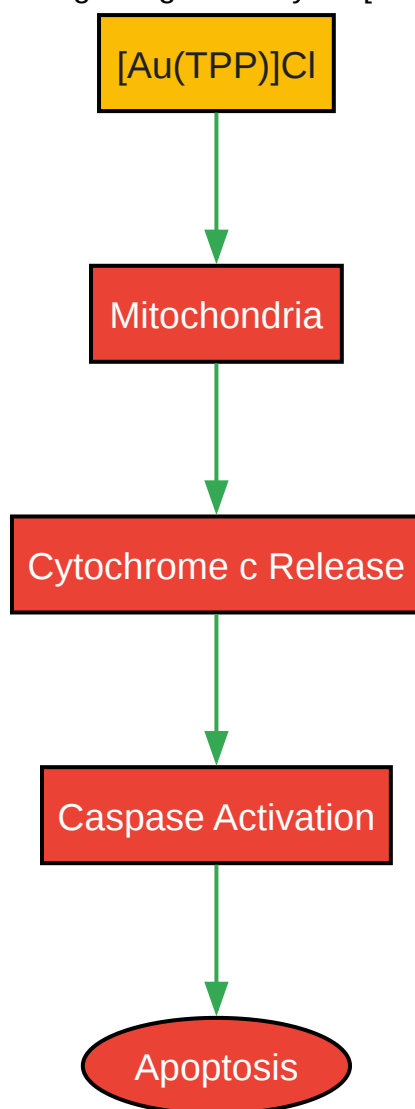 [Au(TPP)]Cl
Mitochondria
Cytochrome c Release
Caspase Activation
Apoptosis